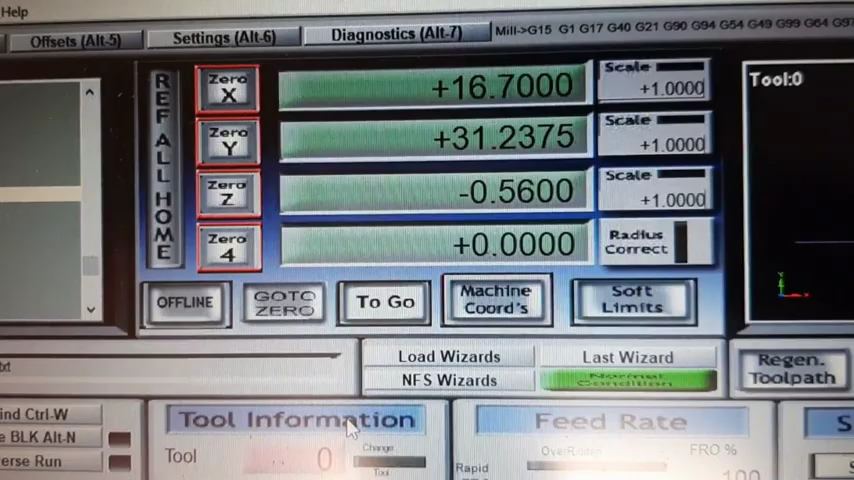 Help
Offsets (Alt-5) Settings (Alt-6) Diagnostics (Alt-7) Mill->G15 G1 G17 G40 G21 G90 G94 G54 G49 G99 G64 G97
REF ALL HOME
Zero X +16.7000 Scale +1.0000
Zero Y +31.2375 Scale +1.0000
Zero Z -0.5600 Scale +1.0000
Zero 4 +0.0000 Radius Correct
Tool:0
OFFLINE GOTO ZERO To Go Machine Coord's Soft Limits
txt
Load Wizards Last Wizard
NFS Wizards Normal Condition
Regen. Toolpath
ind Ctrl-W
e BLK Alt-N
erse Run
Tool Information Feed Rate S
Tool 0 Change Tool
OverRidden FRO %
Rapid 100